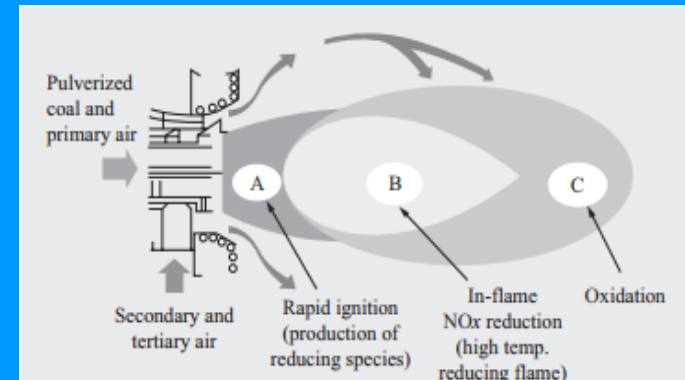 Pulverized
coal and
primary air
A
B
C
Secondary and
tertiary air
Rapid ignition
(production of
reducing species)
In-flame
NOx reduction
(high temp.
reducing flame)
Oxidation